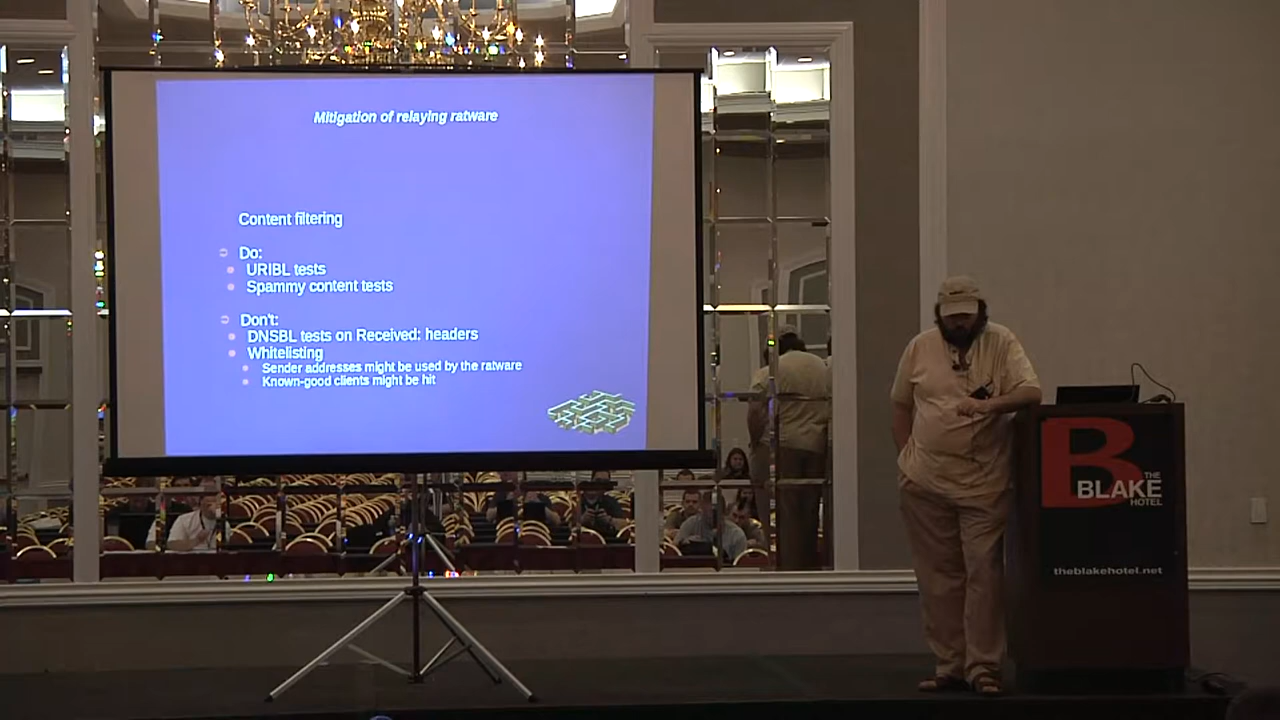 Mitigation of relaying ratware
Content filtering
Do:
URIBL tests
Spammy content tests
Don't:
DNSBL tests on Received: headers
Whitelisting
Sender addresses might be used by the ratware
Known-good clients might be hit
B THE
BLAKE
HOTEL
theblakehotel.net